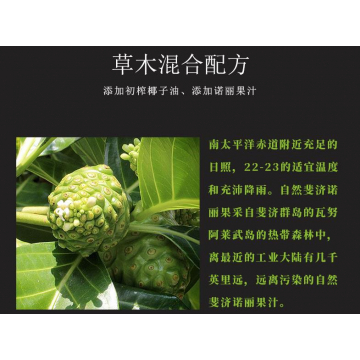 草木混合配方
添加初榨椰子油、添加诺丽果汁
南太平洋赤道附近充足的
日照，22-23的适宜温度
和充沛降雨。自然斐济诺
丽果采自斐济群岛的瓦努
阿莱武岛的热带森林中，
离最近的工业大陆有几千
英里远，远离污染的自然
斐济诺丽果汁。